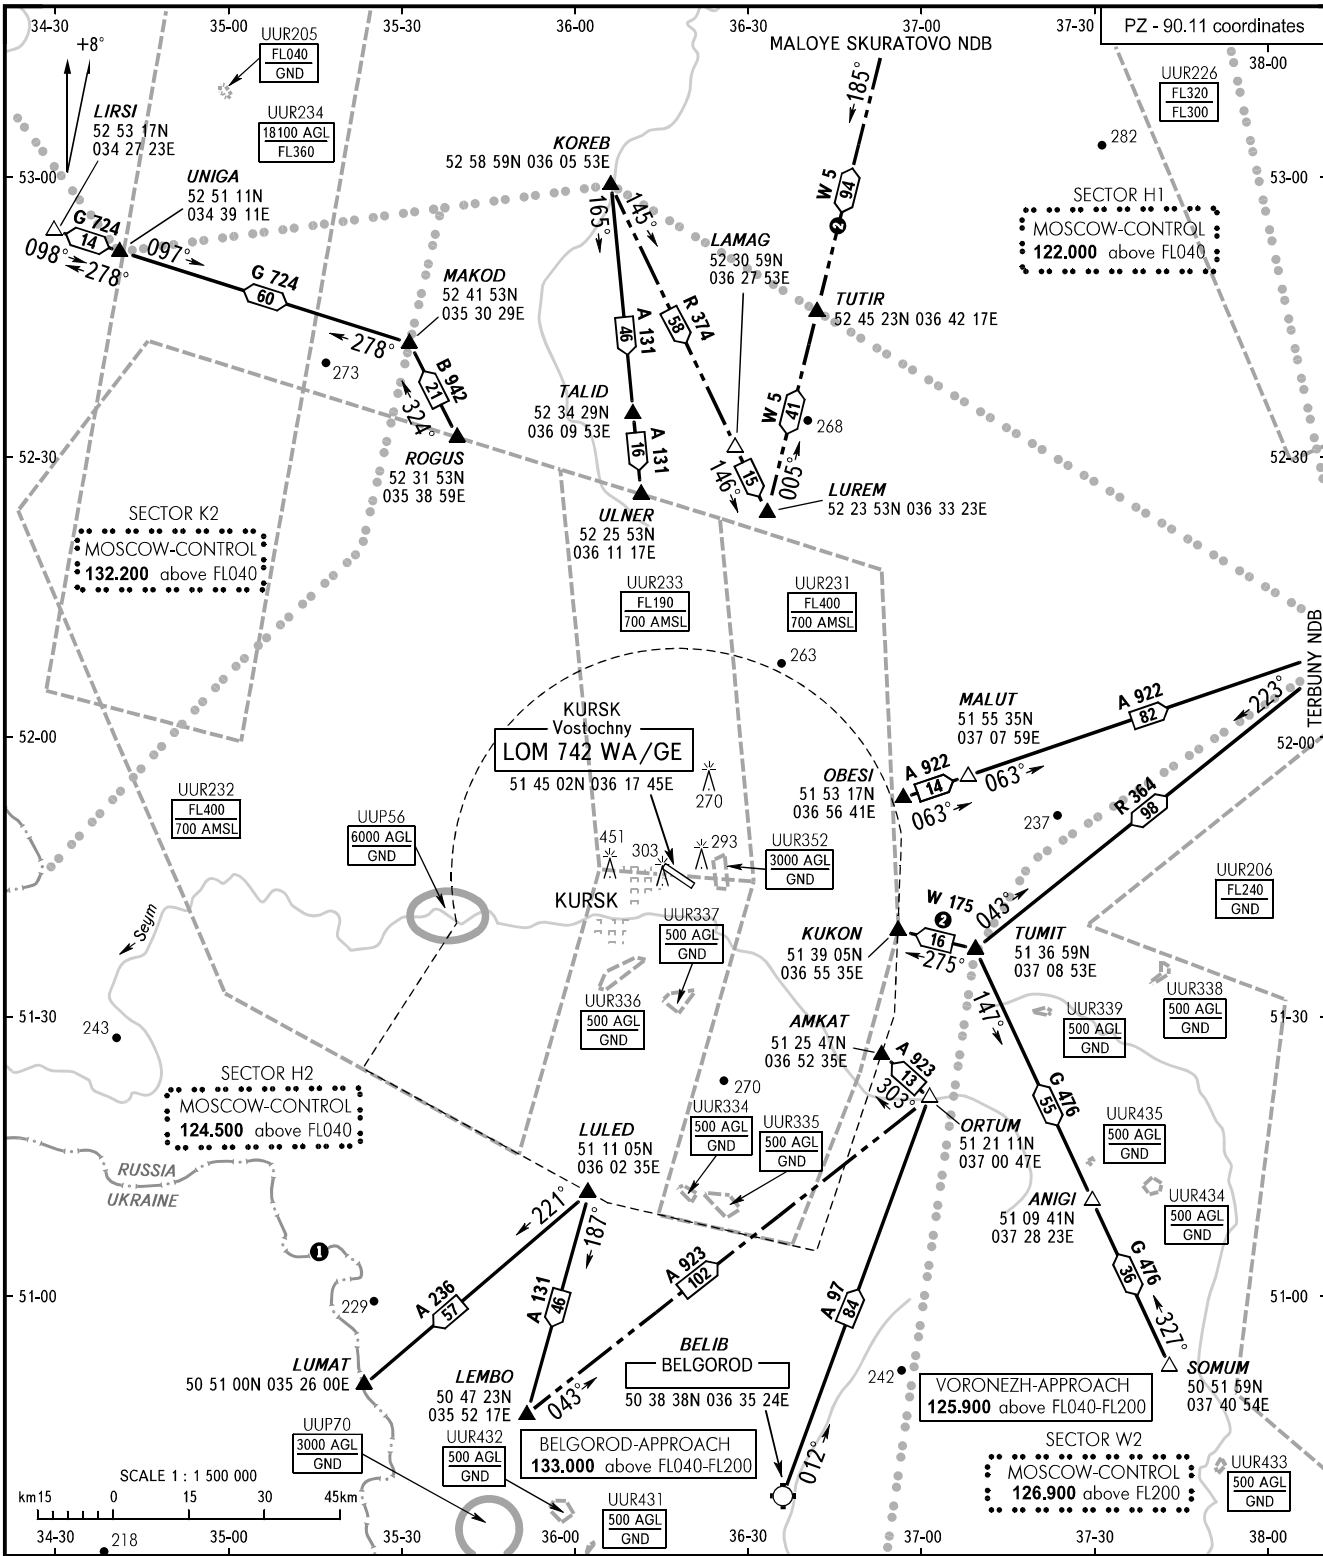 34-30
35-00
35-30
36-00
36-30
37-00
37-30
38-00
PZ - 90.11 coordinates
+8°
UUR205
FL040
GND
MALOYE SKURATOVO NDB
185°
UUR226
FL320
FL300
LIRSI
52 53 17N
034 27 23E
UUR234
18100 AGL
FL360
KOREB
52 58 59N 036 05 53E
282
53-00
53-00
UNIGA
52 51 11N
034 39 11E
W 5
94
2
SECTOR H1
MOSCOW-CONTROL
122.000 above FL040
165°
145°
LAMAG
52 30 59N
036 27 53E
G 724
14
098°
278°
097°
G 724
60
MAKOD
52 41 53N
035 30 29E
TUTIR
52 45 23N 036 42 17E
A 131
46
R 374
58
278°
273
B 942
21
324°
TALID
52 34 29N
036 09 53E
W 5
41
268
A 131
16
146°
15
005°
52-30
52-30
ROGUS
52 31 53N
035 38 59E
LUREM
52 23 53N 036 33 23E
ULNER
52 25 53N
036 11 17E
SECTOR K2
MOSCOW-CONTROL
132.200 above FL040
UUR233
FL190
700 AMSL
UUR231
FL400
700 AMSL
263
TERBUNY NDB
KURSK
Vostochny
LOM 742 WA/GE
51 45 02N 036 17 45E
MALUT
51 55 35N
037 07 59E
A 922
82
223°
52-00
52-00
OBESI
51 53 17N
036 56 41E
A 922
14
063°
063°
R 364
98
270
UUR232
FL400
700 AMSL
UUP56
6000 AGL
GND
451
303
293
UUR352
3000 AGL
GND
237
UUR206
FL240
GND
KURSK
Seym
UUR337
500 AGL
GND
W 175
2
16
275°
043°
KUKON
51 39 05N
036 55 35E
TUMIT
51 36 59N
037 08 53E
UUR336
500 AGL
GND
147°
UUR338
500 AGL
GND
UUR339
500 AGL
GND
51-30
51-30
243
AMKAT
51 25 47N
036 52 35E
A 923
13
303°
SECTOR H2
MOSCOW-CONTROL
124.500 above FL040
270
UUR334
500 AGL
GND
UUR335
500 AGL
GND
G 476
55
ORTUM
51 21 11N
037 00 47E
UUR435
500 AGL
GND
LULED
51 11 05N
036 02 35E
RUSSIA
UKRAINE
ANIGI
51 09 41N
037 28 23E
UUR434
500 AGL
GND
221°
187°
1
A 923
102
G 476
36
A 236
57
A 131
46
A 97
84
229
51-00
51-00
327°
LUMAT
50 51 00N 035 26 00E
LEMBO
50 47 23N
035 52 17E
043°
BELIB
BELGOROD
50 38 38N 036 35 24E
242
VORONEZH-APPROACH
125.900 above FL040-FL200
SOMUM
50 51 59N
037 40 54E
UUP70
3000 AGL
GND
UUR432
500 AGL
GND
BELGOROD-APPROACH
133.000 above FL040-FL200
012°
SECTOR W2
MOSCOW-CONTROL
126.900 above FL200
UUR433
500 AGL
GND
SCALE 1 : 1 500 000
km15 0 15 30 45km
UUR431
500 AGL
GND
218
34-30
35-00
35-30
36-00
36-30
37-00
37-30
38-00